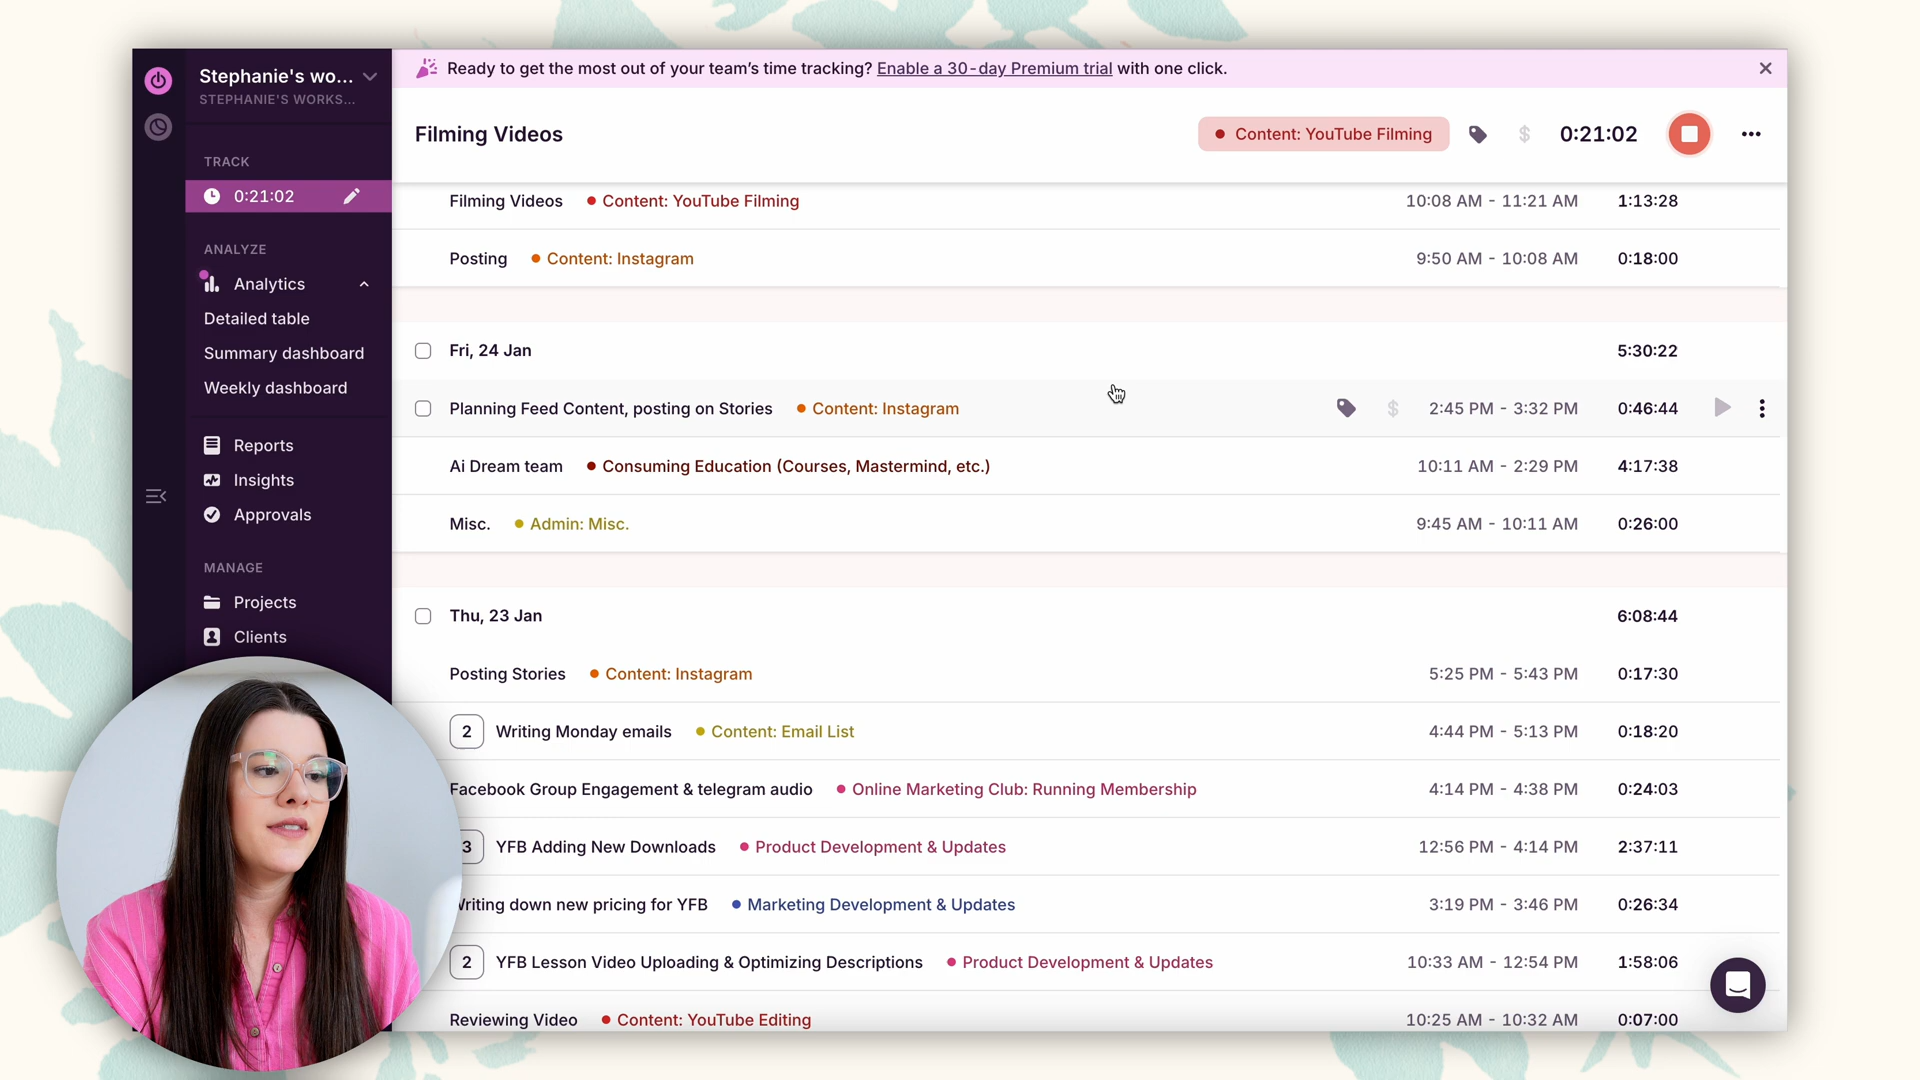 Stephanie's wo...
STEPHANIE'S WORKS...
TRACK
0:21:02
ANALYZE
Analytics
Detailed table
Summary dashboard
Weekly dashboard
Reports
Insights
Approvals
MANAGE
Projects
Clients
Ready to get the most out of your team's time tracking? Enable a 30-day Premium trial with one click.
Filming Videos Content: YouTube Filming $ 0:21:02
Filming Videos Content: YouTube Filming 10:08 AM - 11:21 AM 1:13:28
Posting Content: Instagram 9:50 AM - 10:08 AM 0:18:00
Fri, 24 Jan 5:30:22
Planning Feed Content, posting on Stories Content: Instagram $ 2:45 PM - 3:32 PM 0:46:44
Ai Dream team Consuming Education (Courses, Mastermind, etc.) 10:11 AM - 2:29 PM 4:17:38
Misc. Admin: Misc. 9:45 AM - 10:11 AM 0:26:00
Thu, 23 Jan 6:08:44
Posting Stories Content: Instagram 5:25 PM - 5:43 PM 0:17:30
2 Writing Monday emails Content: Email List 4:44 PM - 5:13 PM 0:18:20
Facebook Group Engagement & telegram audio Online Marketing Club: Running Membership 4:14 PM - 4:38 PM 0:24:03
3 YFB Adding New Downloads Product Development & Updates 12:56 PM - 4:14 PM 2:37:11
Writing down new pricing for YFB Marketing Development & Updates 3:19 PM - 3:46 PM 0:26:34
2 YFB Lesson Video Uploading & Optimizing Descriptions Product Development & Updates 10:33 AM - 12:54 PM 1:58:06
Reviewing Video Content: YouTube Editing 10:25 AM - 10:32 AM 0:07:00